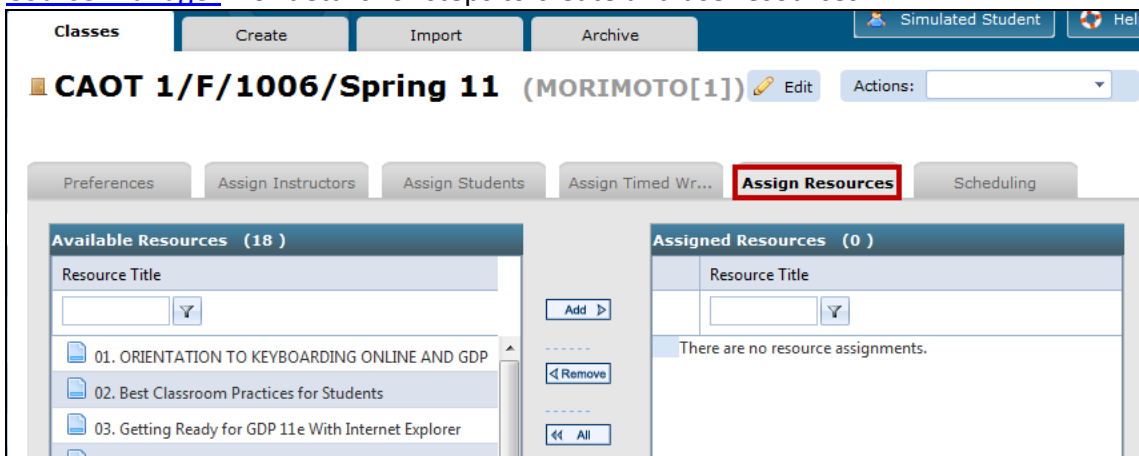 Classes Create Import Archive Simulated Student Hel
CAOT 1/F/1006/Spring 11 (MORIMOTO[1]) Edit Actions:
Preferences Assign Instructors Assign Students Assign Timed Wr... Assign Resources Scheduling
Available Resources (18 )
Resource Title
01. ORIENTATION TO KEYBOARDING ONLINE AND GDP
02. Best Classroom Practices for Students
03. Getting Ready for GDP 11e With Internet Explorer
Add
Remove
All
Assigned Resources (0 )
Resource Title
There are no resource assignments.